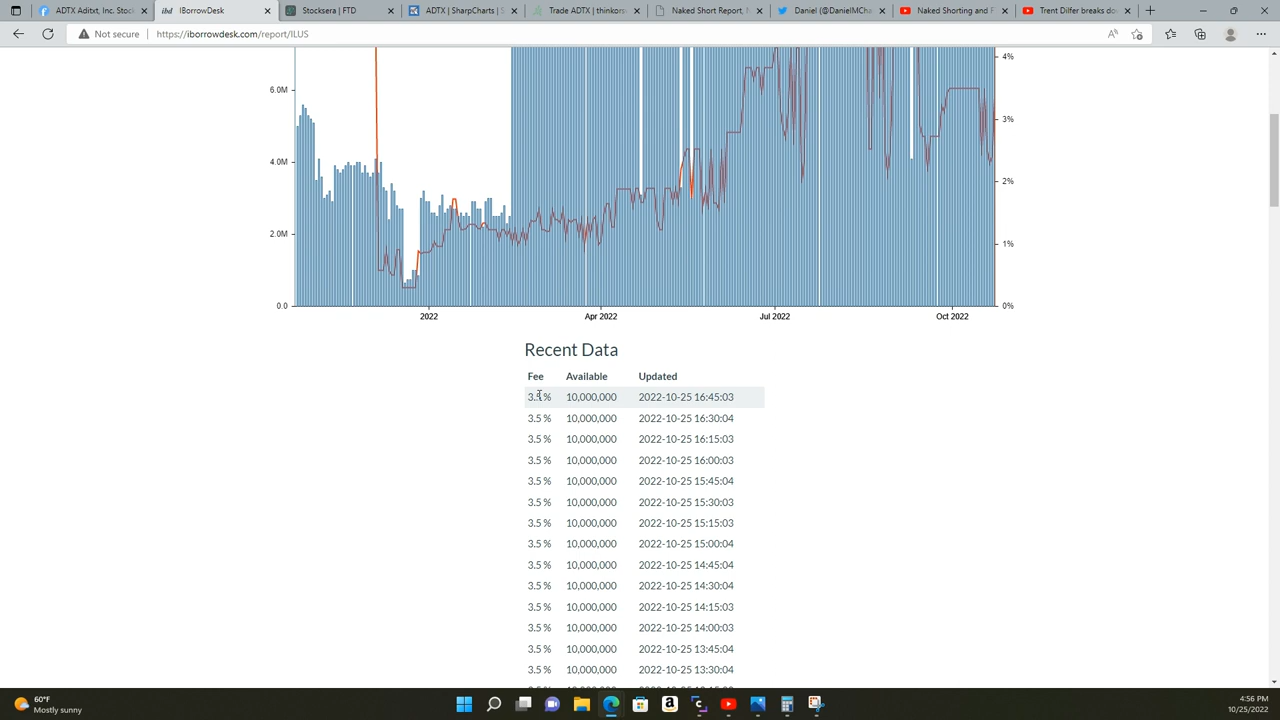 ADTX Aditxt, Inc. Stock
IBorrowDesk
Stocksera | FTD
ADTX | SharpCharts | S
Trade ADTX | thinkors
Naked Short Report, M
Daniel (@DanielMCha
Naked Shorting and F
Trent Dilfer breaks do
Not secure
https://iborrowdesk.com/report/ILUS
6.0M
4.0M
2.0M
0.0
4%
3%
2%
1%
0%
2022
Apr 2022
Jul 2022
Oct 2022
Recent Data
Fee Available Updated
3.5 % 10,000,000 2022-10-25 16:45:03
3.5 % 10,000,000 2022-10-25 16:30:04
3.5 % 10,000,000 2022-10-25 16:15:03
3.5 % 10,000,000 2022-10-25 16:00:03
3.5 % 10,000,000 2022-10-25 15:45:04
3.5 % 10,000,000 2022-10-25 15:30:03
3.5 % 10,000,000 2022-10-25 15:15:03
3.5 % 10,000,000 2022-10-25 15:00:04
3.5 % 10,000,000 2022-10-25 14:45:04
3.5 % 10,000,000 2022-10-25 14:30:04
3.5 % 10,000,000 2022-10-25 14:15:03
3.5 % 10,000,000 2022-10-25 14:00:03
3.5 % 10,000,000 2022-10-25 13:45:04
3.5 % 10,000,000 2022-10-25 13:30:04
60°F
Mostly sunny
4:56 PM
10/25/2022